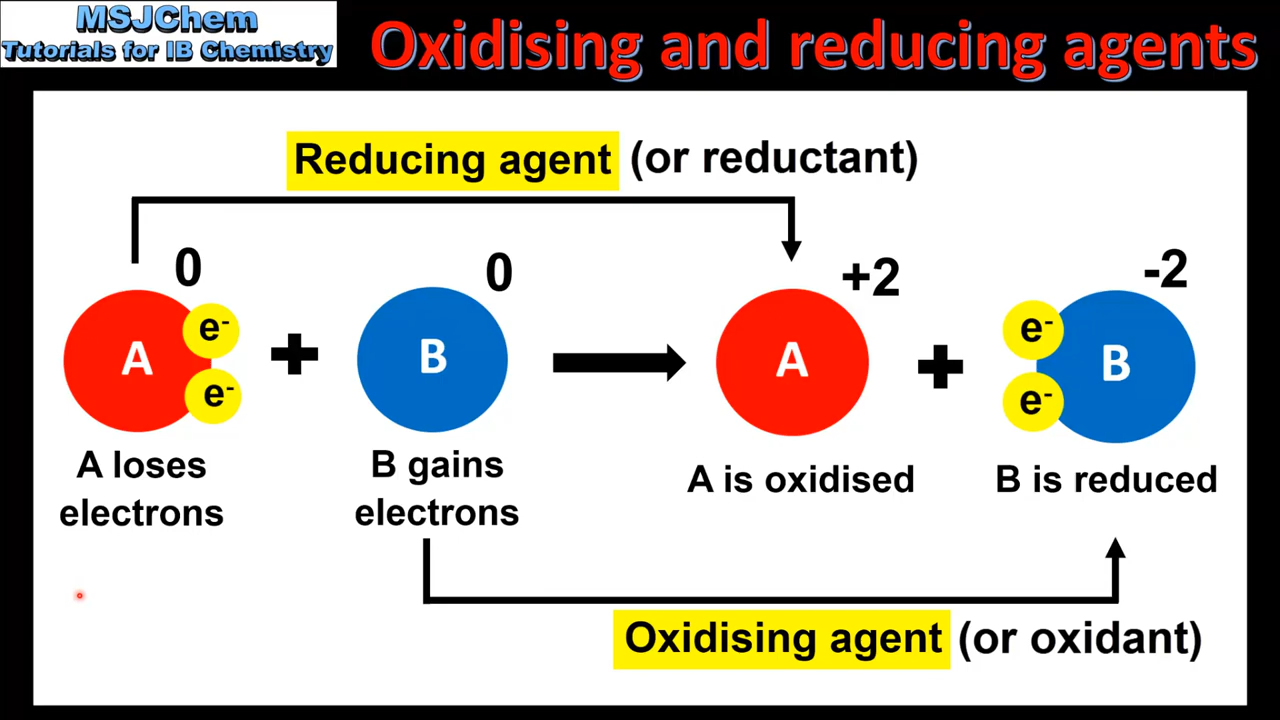 MSJChem
Tutorials for IB Chemistry
Oxidising and reducing agents
Reducing agent (or reductant)
0
0
+2
-2
A
e-
e-
B
A
e-
e-
B
A loses
electrons
B gains
electrons
A is oxidised
B is reduced
Oxidising agent (or oxidant)